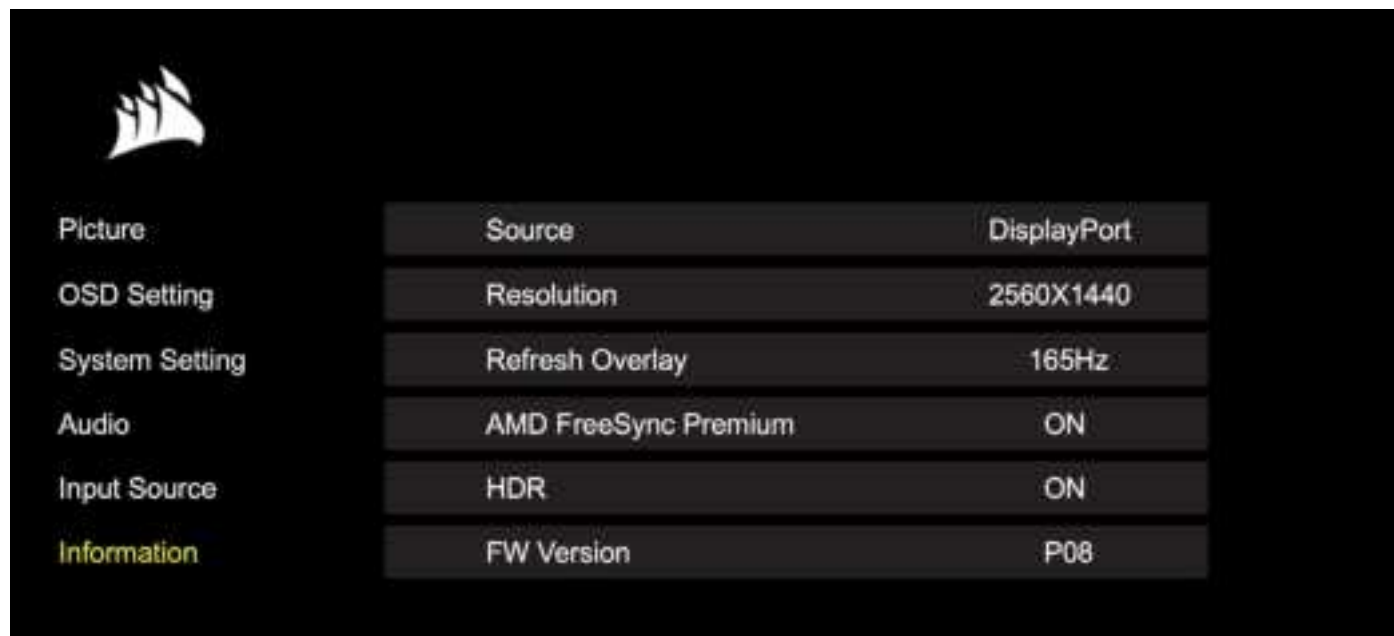 Picture Source DisplayPort
OSD Setting Resolution 2560X1440
System Setting Refresh Overlay 165Hz
Audio AMD FreeSync Premium ON
Input Source HDR ON
Information FW Version P08